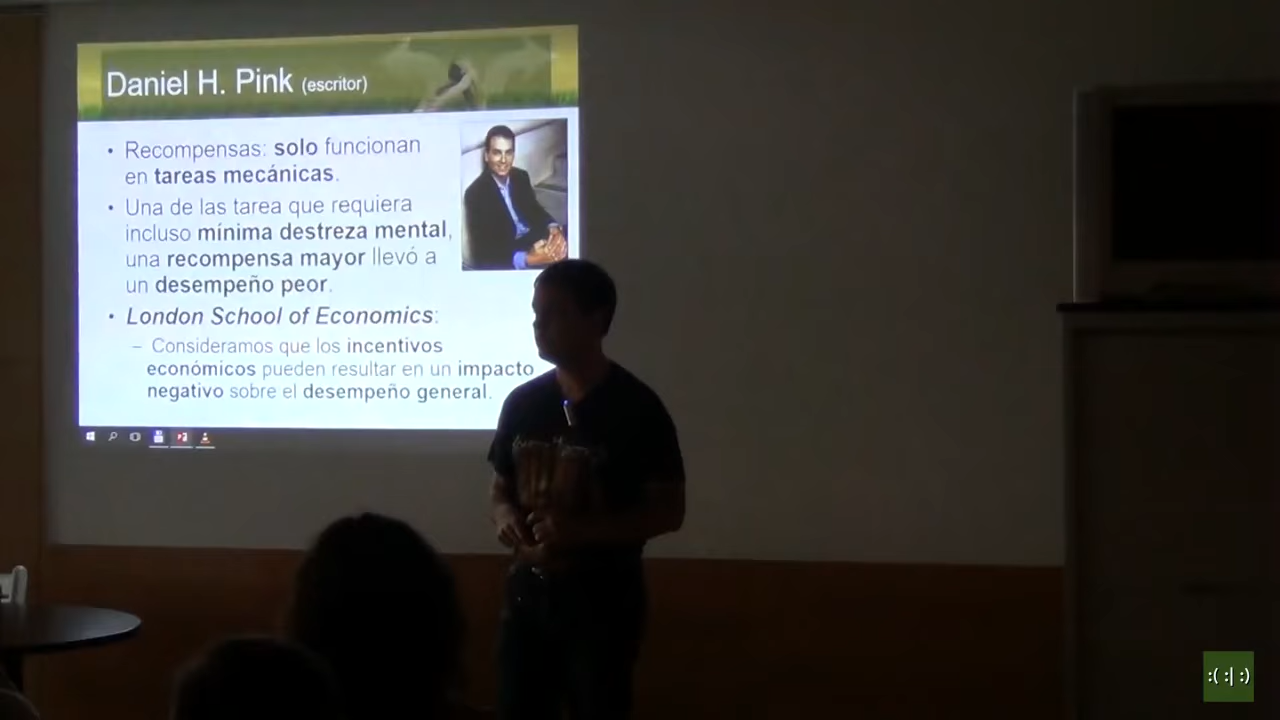 Daniel H. Pink (escritor)
• Recompensas: solo funcionan
en tareas mecánicas.
• Una de las tarea que requiera
incluso mínima destreza mental,
una recompensa mayor llevó a
un desempeño peor.
• London School of Economics:
– Consideramos que los incentivos
económicos pueden resultar en un impacto
negativo sobre el desempeño general.
:( :| :)